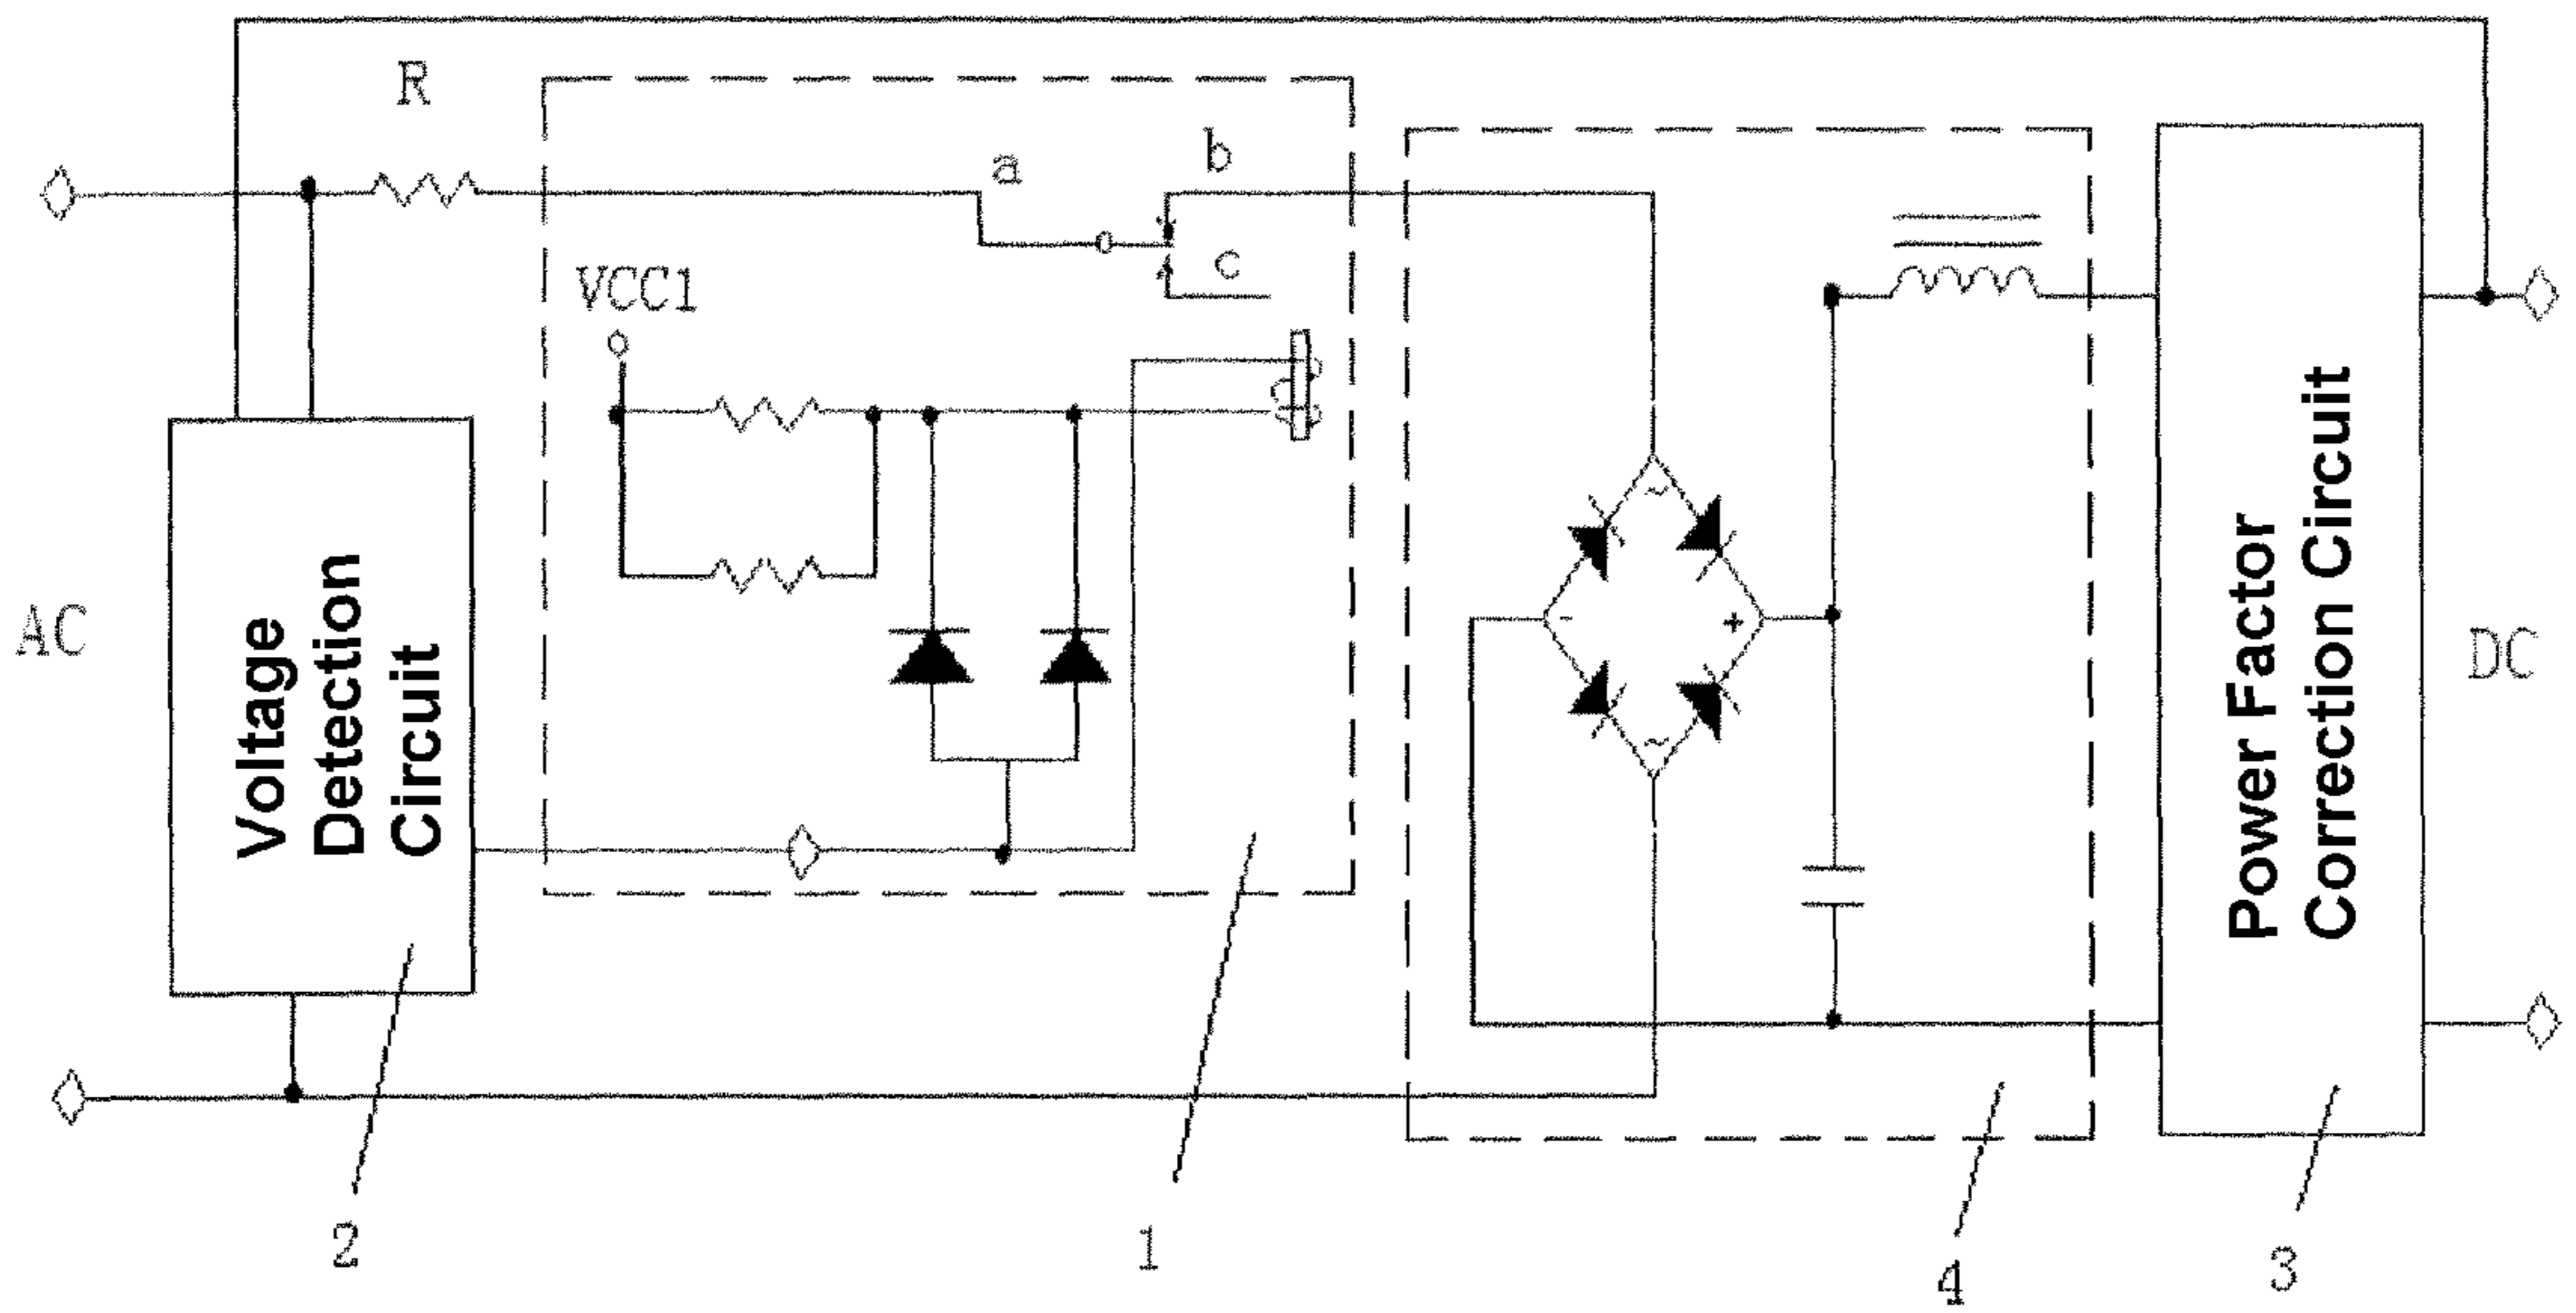 R
a
b
c
VCC1
AC
Voltage
Detection
Circuit
~
-
+
~
Power Factor
Correction Circuit
DC
2
1
4
3